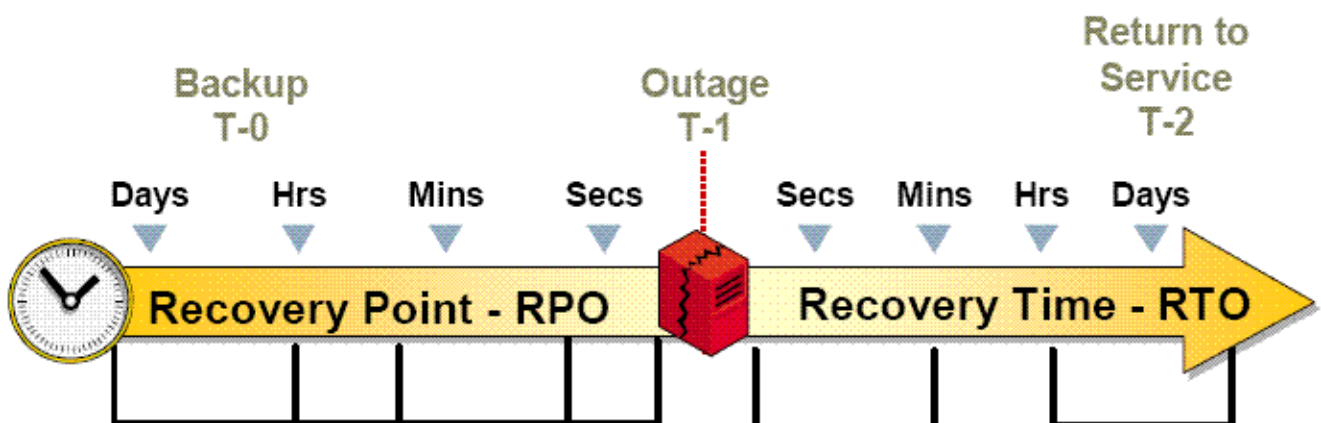 Return to
Service
T-2
Backup
T-0
Outage
T-1
Days Hrs Mins Secs Secs Mins Hrs Days
Recovery Point - RPO Recovery Time - RTO